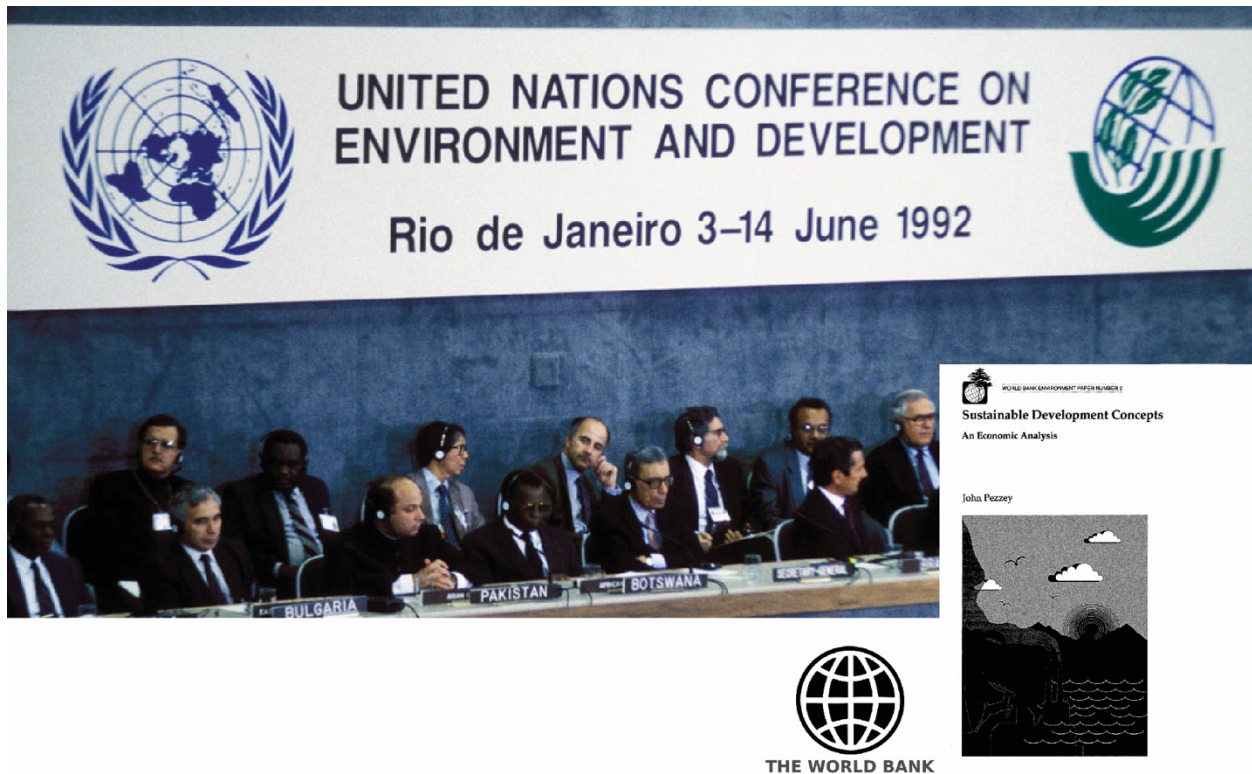 UNITED NATIONS CONFERENCE ON
ENVIRONMENT AND DEVELOPMENT
Rio de Janeiro 3–14 June 1992
WORLD BANK ENVIRONMENT PAPER NUMBER 2
Sustainable Development Concepts
An Economic Analysis
John Pezzey
BULGARIA
ASIAN
PAKISTAN
BOTSWANA
SECRETARY-GENERAL
THE WORLD BANK